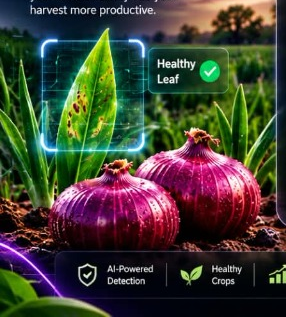 harvest more productive.
Healthy
Leaf
AI-Powered
Detection
Healthy
Crops